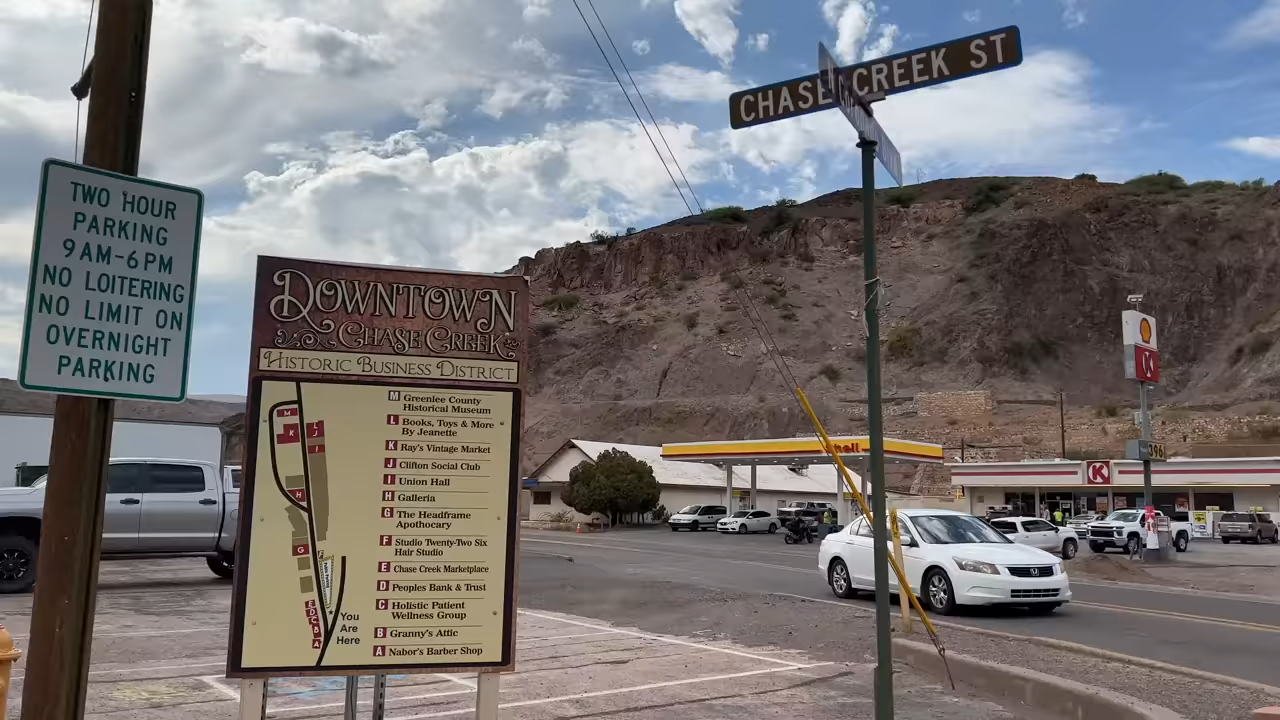 TWO HOUR
PARKING
9AM-6PM
NO LOITERING
NO LIMIT ON
OVERNIGHT
PARKING
DOWNTOWN
CHASE CREEK
HISTORIC BUSINESS DISTRICT
M Greenlee County
Historical Museum
L Books, Toys & More
By Jeanette
K Ray's Vintage Market
J Clifton Social Club
I Union Hall
H Galleria
G The Headframe
Apothecary
F Studio Twenty-Two Six
Hair Studio
E Chase Creek Marketplace
D Peoples Bank & Trust
C Holistic Patient
Wellness Group
B Granny's Attic
A Nabor's Barber Shop
M
K
L
J
I
H
G
E
D
C
B
A
You
Are
Here
CHASE CREEK ST
K
K